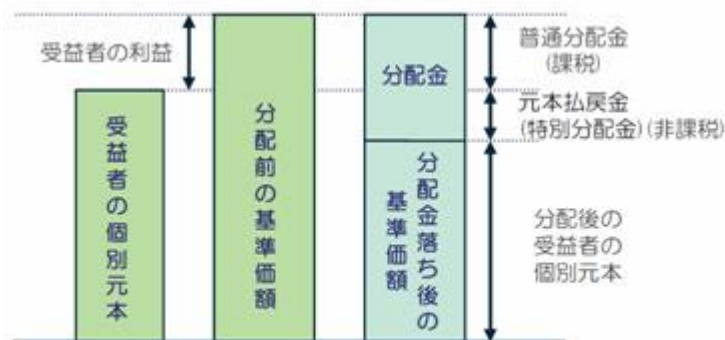 受益者の利益
受益者の個別元本
分配前の基準価額
分配金
分配金落ち後の
基準価額
普通分配金
(課税)
元本払戻金
(特別分配金)(非課税)
分配後の
受益者の
個別元本